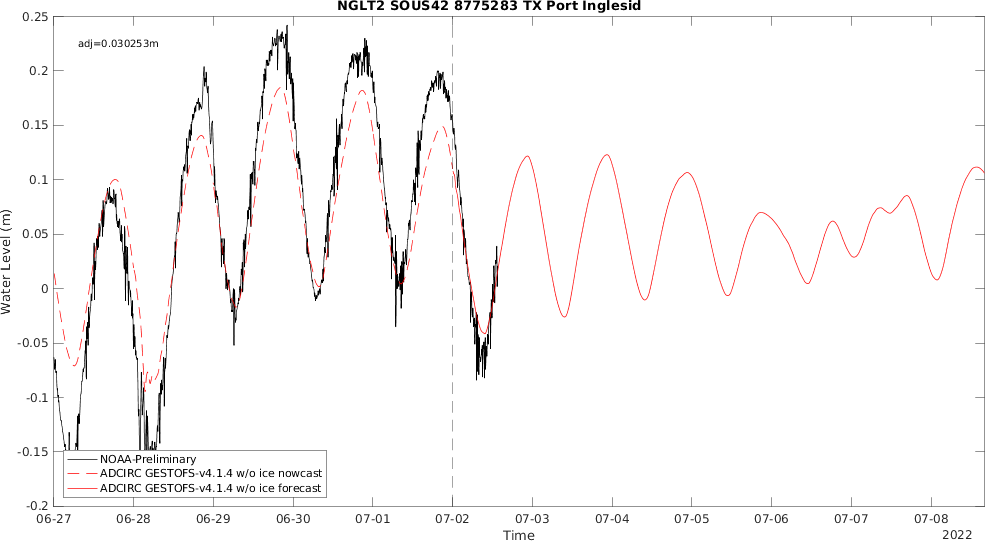 NGLT2 SOUS42 8775283 TX Port Inglesid
adj=0.030253m
Water Level (m)
0.25
0.2
0.15
0.1
0.05
0
-0.05
-0.1
-0.15
-0.2
NOAA-Preliminary
ADCIRC GESTOFS-v4.1.4 w/o ice nowcast
ADCIRC GESTOFS-v4.1.4 w/o ice forecast
06-27 06-28 06-29 06-30 07-01 07-02 07-03 07-04 07-05 07-06 07-07 07-08
Time
2022